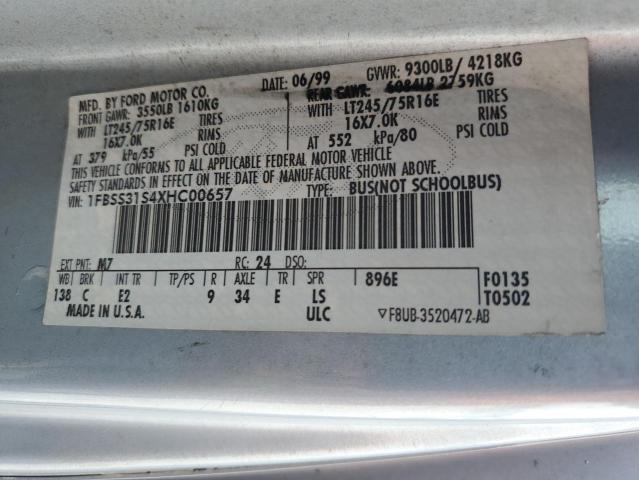 MFD. BY FORD MOTOR CO. DATE: 06/99 GVWR: 9300LB/ 4218KG
FRONT GAWR: 3550LB 1610KG REAR GAWR: 6084LB 2759KG
WITH LT245/75R16E TIRES WITH LT245/75R16E TIRES
16X7.0K RIMS 16X7.0K RIMS
AT 379 kPa/55 PSI COLD AT 552 kPa/80 PSI COLD
THIS VEHICLE CONFORMS TO ALL APPLICABLE FEDERAL MOTOR VEHICLE
SAFETY STANDARDS IN EFFECT ON THE DATE OF MANUFACTURE SHOWN ABOVE.
VIN: 1FBSS31S4XHC00657 TYPE: BUS(NOT SCHOOLBUS)
EXT PNT: M7 RC: 24 DSO:
WB BRK INT TR TP/PS R AXLE TR SPR 896E F0135
138 C E2 9 34 E LS T0502
MADE IN U.S.A. ULC ▽F8UB-3520472-AB